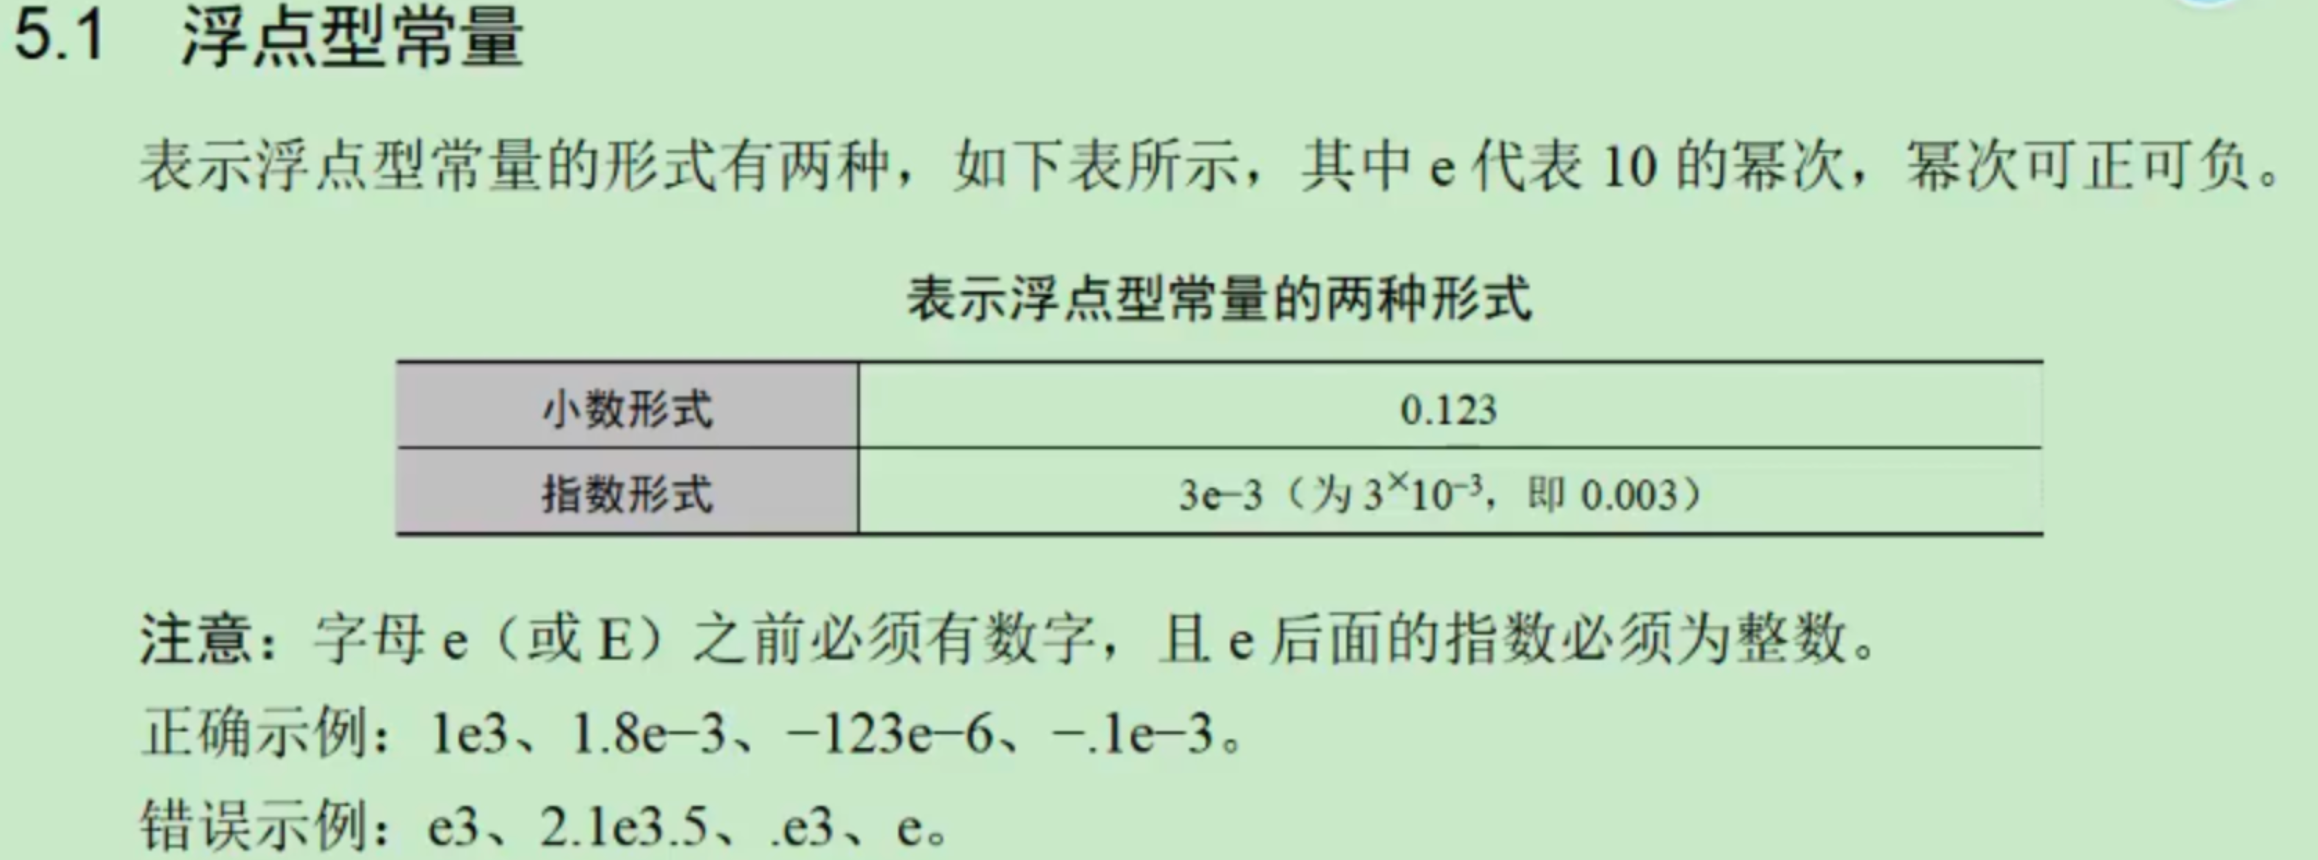 5.1 浮点型常量
表示浮点型常量的形式有两种，如下表所示，其中 e 代表 10 的幂次，幂次可正可负。
表示浮点型常量的两种形式
小数形式 0.123
指数形式 3e−3（为 3×10⁻³，即 0.003）
注意：字母 e（或 E）之前必须有数字，且 e 后面的指数必须为整数。
正确示例：1e3、1.8e−3、−123e−6、−.1e−3。
错误示例：e3、2.1e3.5、.e3、e。